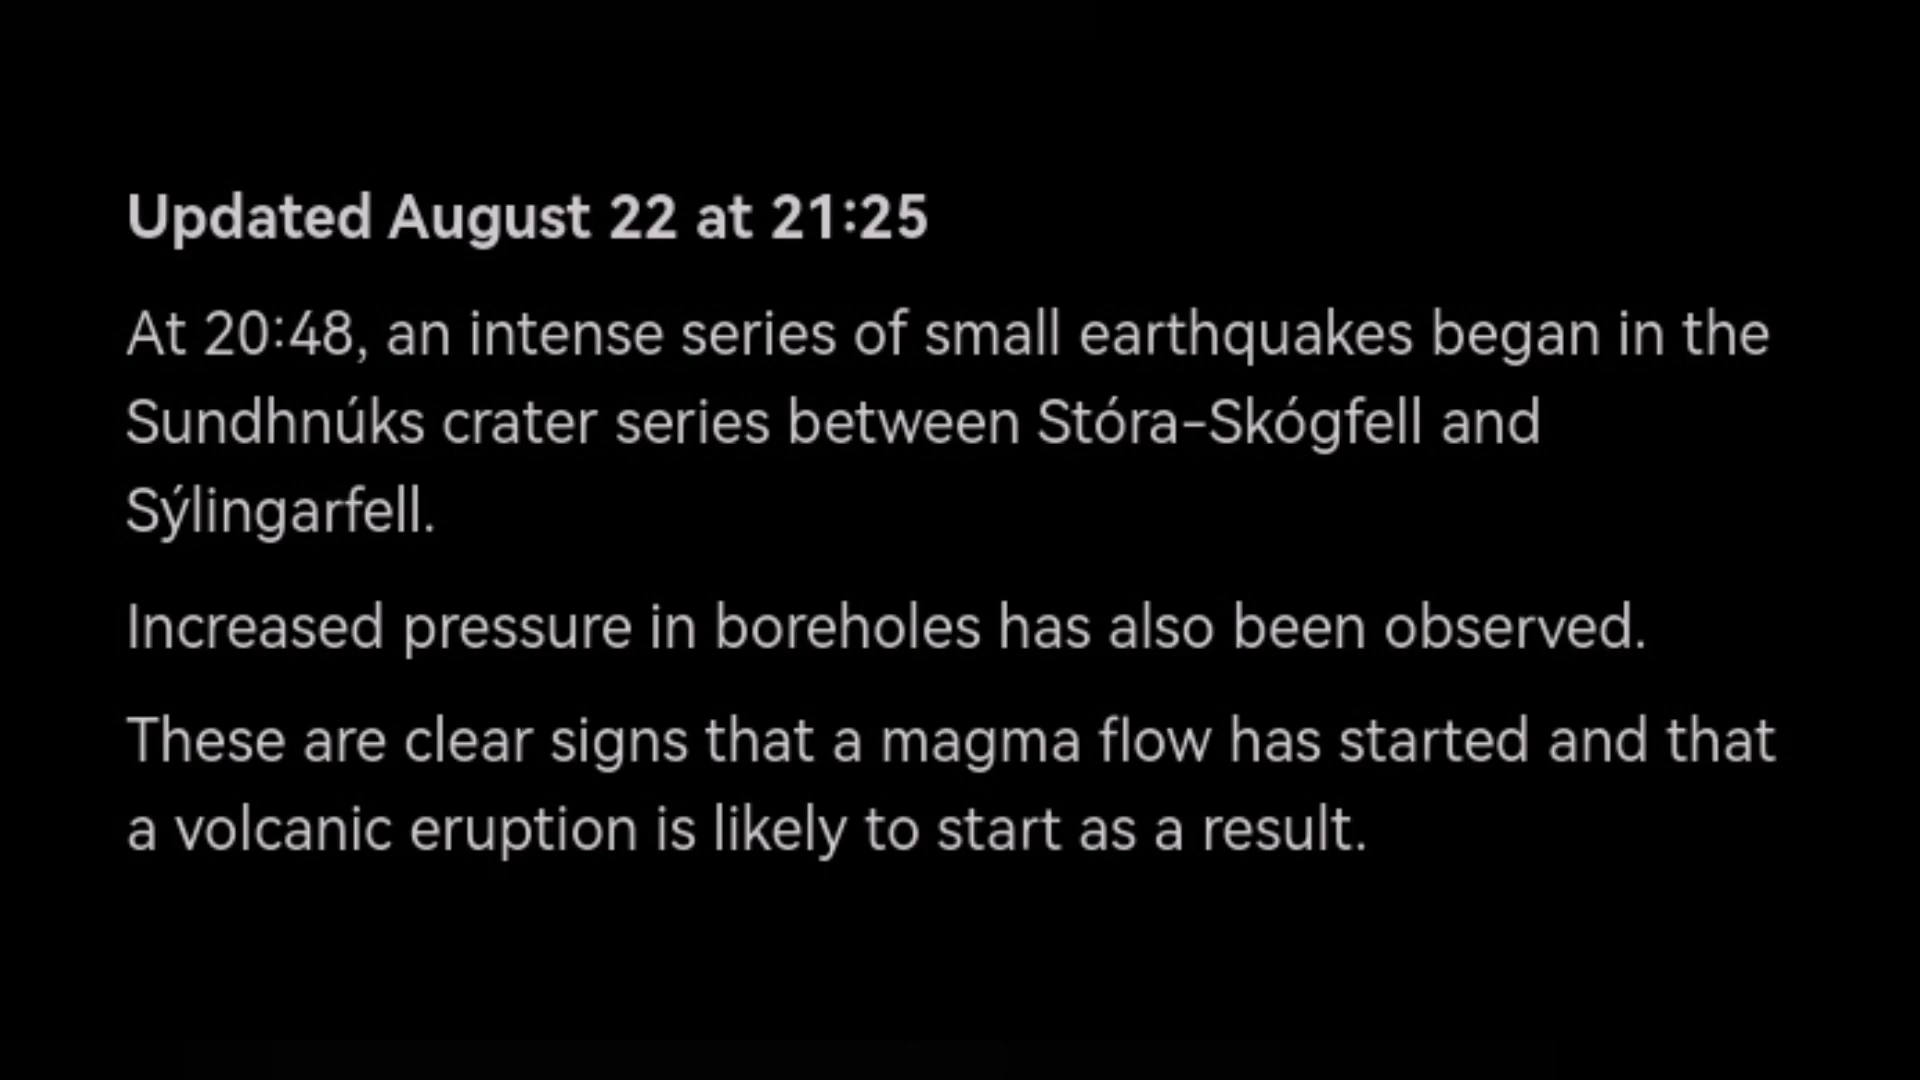 Updated August 22 at 21:25
At 20:48, an intense series of small earthquakes began in the
Sundhnúks crater series between Stóra-Skógfell and
Sýlingarfell.
Increased pressure in boreholes has also been observed.
These are clear signs that a magma flow has started and that
a volcanic eruption is likely to start as a result.